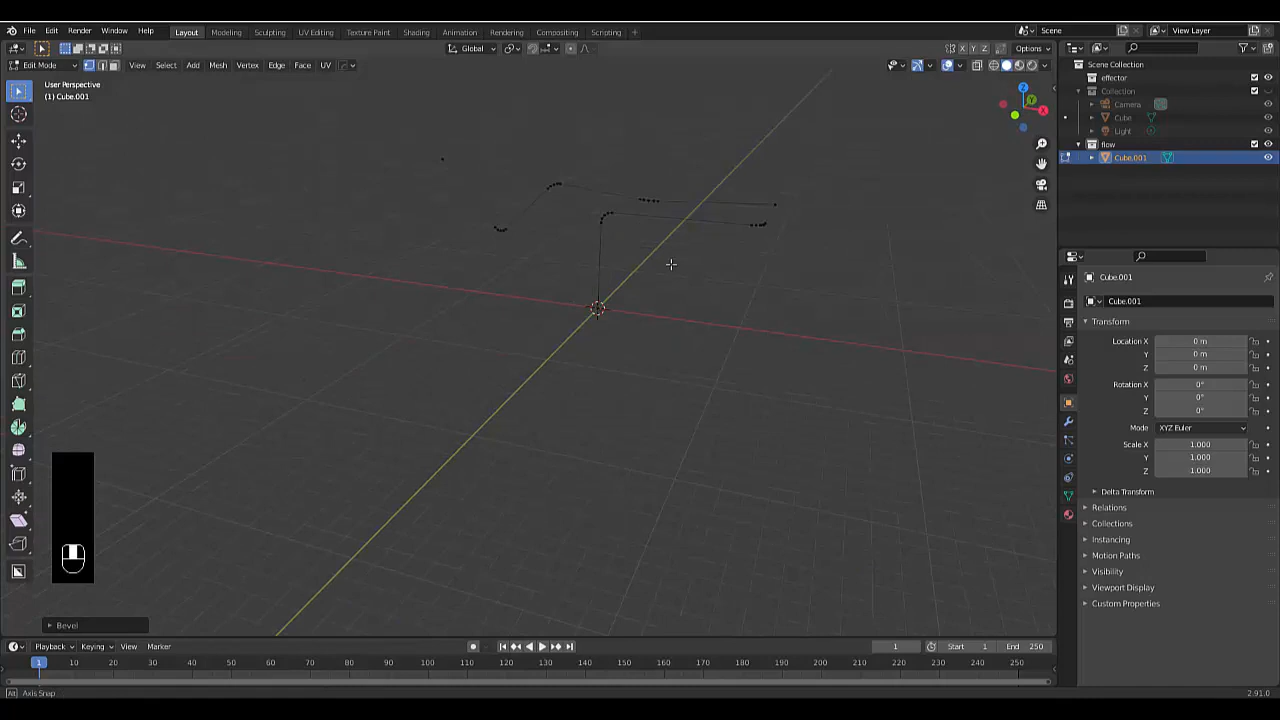 File Edit Render Window Help Layout Modeling Sculpting UV Editing Texture Paint Shading Animation Rendering Compositing Scripting + Scene View Layer
Global X Y Z Options
Edit Mode View Select Add Mesh Vertex Edge Face UV
Scene Collection
effector
Collection
Camera
Cube
Light
flow
Cube.001
User Perspective
(1) Cube.001
Z
Y
X
Cube.001
Cube.001
Transform
Location X 0 m
Y 0 m
Z 0 m
Rotation X 0°
Y 0°
Z 0°
Mode XYZ Euler
Scale X 1.000
Y 1.000
Z 1.000
Delta Transform
Relations
Collections
Instancing
Motion Paths
Visibility
Viewport Display
Custom Properties
Bevel
Playback Keying View Marker 1 Start 1 End 250
1 10 20 30 40 50 60 70 80 90 100 110 120 130 140 150 160 170 180 190 200 210 220 230 240 250
Alt Axis Snap 2.91.0